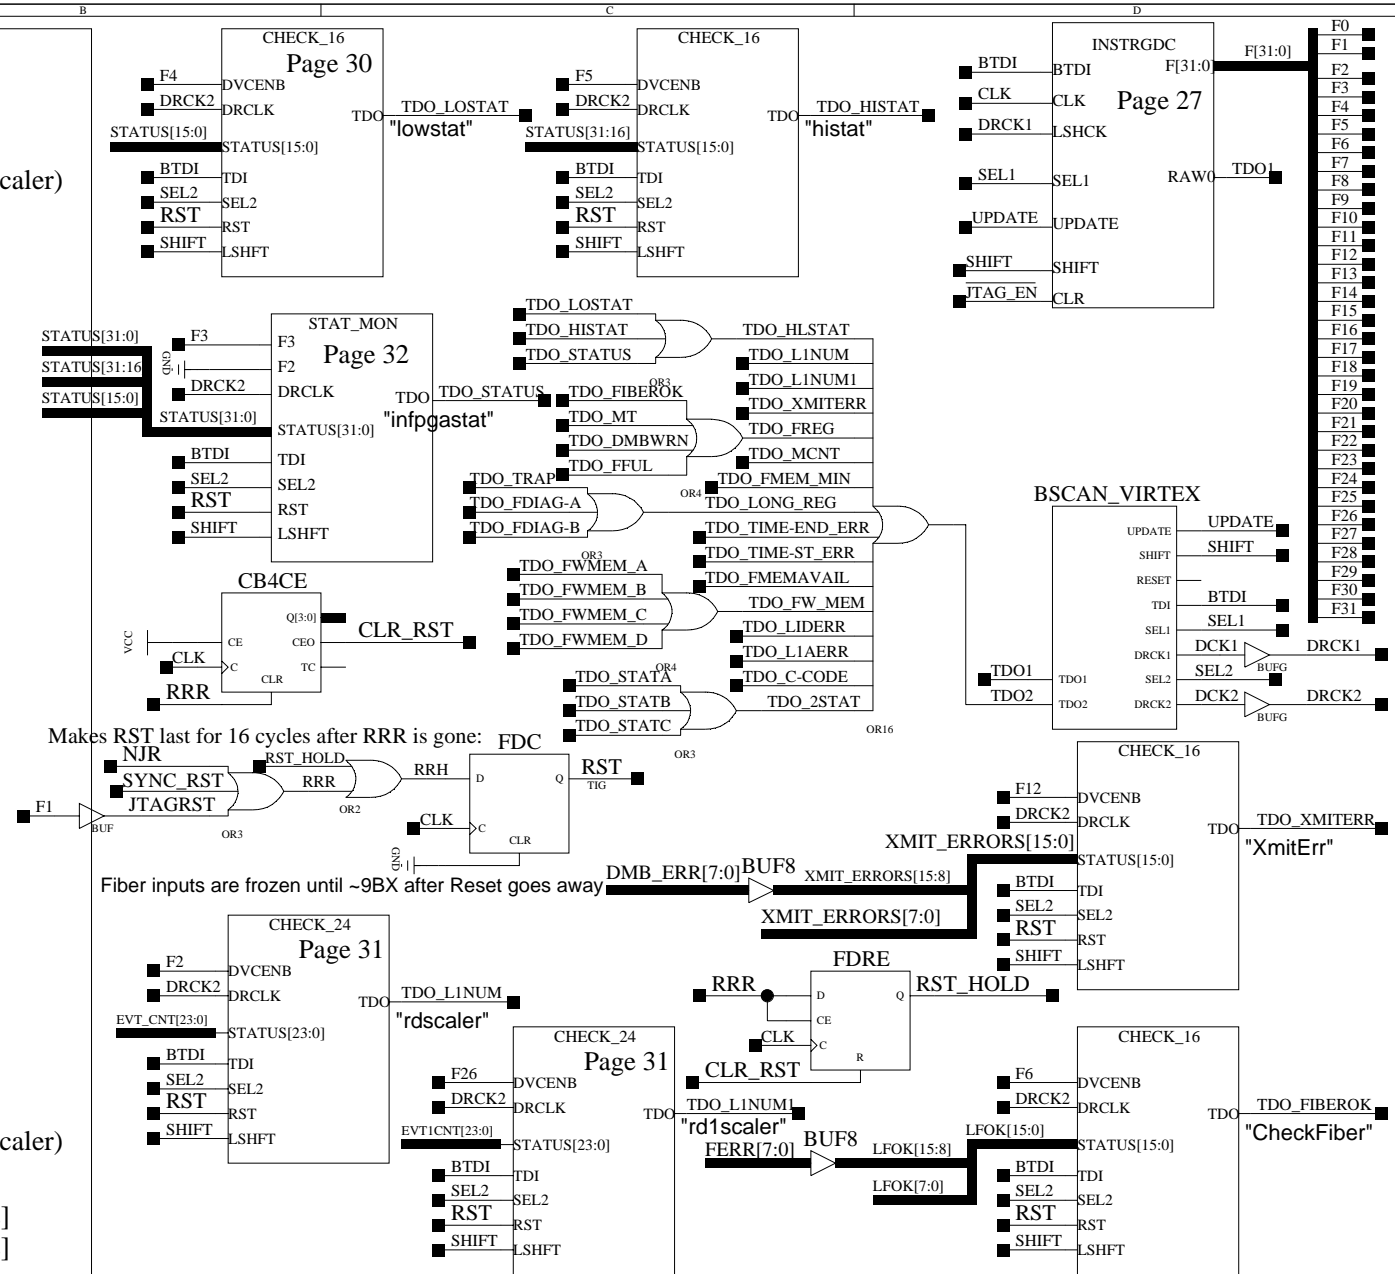 B
C
D
CHECK_16
Page 30
F4
DVCENB
DRCK2
DRCLK
TDO
TDO_LOSTAT
"lowstat"
STATUS[15:0]
STATUS[15:0]
BTDI
TDI
SEL2
SEL2
RST
RST
SHIFT
LSHFT
CHECK_16
F5
DVCENB
DRCK2
DRCLK
TDO
TDO_HISTAT
"histat"
STATUS[31:16]
STATUS[15:0]
BTDI
TDI
SEL2
SEL2
RST
RST
SHIFT
LSHFT
INSTRGDC
Page 27
BTDI
BTDI
F[31:0]
F[31:0]
CLK
CLK
DRCK1
LSHCK
SEL1
SEL1
RAW0
TDO1
UPDATE
UPDATE
SHIFT
SHIFT
JTAG_EN
CLR
F0
F1
F2
F3
F4
F5
F6
F7
F8
F9
F10
F11
F12
F13
F14
F15
F16
F17
F18
F19
F20
F21
F22
F23
F24
F25
F26
F27
F28
F29
F30
F31
caler)
STATUS[31:0]
STATUS[31:16]
STATUS[15:0]
STATUS[31:0]
STAT_MON
Page 32
F3
F3
GND
F2
DRCK2
DRCLK
TDO
TDO_STATUS
"infpgastat"
STATUS[31:0]
BTDI
TDI
SEL2
SEL2
RST
RST
SHIFT
LSHFT
TDO_LOSTAT
TDO_HISTAT
TDO_STATUS
OR3
TDO_HLSTAT
TDO_L1NUM
TDO_L1NUM1
TDO_XMITERR
TDO_FIBEROK
TDO_MT
TDO_DMBWRN
TDO_FFUL
OR4
TDO_FREG
TDO_MCNT
TDO_FMEM_MIN
TDO_TRAP
TDO_FDIAG-A
TDO_FDIAG-B
OR3
TDO_LONG_REG
TDO_TIME-END_ERR
TDO_TIME-ST_ERR
TDO_FMEMAVAIL
TDO_FWMEM_A
TDO_FWMEM_B
TDO_FWMEM_C
TDO_FWMEM_D
OR4
TDO_FW_MEM
TDO_LIDERR
TDO_L1AERR
TDO_C-CODE
TDO_STATA
TDO_STATB
TDO_STATC
OR3
TDO_2STAT
OR16
BSCAN_VIRTEX
UPDATE
UPDATE
SHIFT
SHIFT
RESET
TDI
BTDI
SEL1
SEL1
DRCK1
DCK1
BUFG
DRCK1
TDO1
TDO1
SEL2
SEL2
TDO2
TDO2
DRCK2
DCK2
BUFG
DRCK2
CB4CE
Q[3:0]
VCC
CE
CEO
CLR_RST
CLK
C
TC
CLR
RRR
Makes RST last for 16 cycles after RRR is gone:
NJR
SYNC_RST
F1
BUF
JTAGRST
OR3
RST_HOLD
RRR
OR2
RRH
FDC
D
Q
RST
TIG
CLK
C
CLR
GND
Fiber inputs are frozen until ~9BX after Reset goes away
DMB_ERR[7:0]
BUF8
XMIT_ERRORS[15:8]
XMIT_ERRORS[15:0]
XMIT_ERRORS[7:0]
CHECK_16
F12
DVCENB
DRCK2
DRCLK
TDO
TDO_XMITERR
"XmitErr"
STATUS[15:0]
BTDI
TDI
SEL2
SEL2
RST
RST
SHIFT
LSHFT
CHECK_24
Page 31
F2
DVCENB
DRCK2
DRCLK
TDO
TDO_L1NUM
"rdscaler"
EVT_CNT[23:0]
STATUS[23:0]
BTDI
TDI
SEL2
SEL2
RST
RST
SHIFT
LSHFT
CHECK_24
Page 31
F26
DVCENB
DRCK2
DRCLK
TDO
TDO_L1NUM1
"rd1scaler"
EVT1CNT[23:0]
STATUS[23:0]
BTDI
TDI
SEL2
SEL2
RST
RST
SHIFT
LSHFT
FDRE
RRR
D
Q
RST_HOLD
CE
CLK
C
R
CLR_RST
FERR[7:0]
BUF8
LFOK[15:8]
LFOK[15:0]
LFOK[7:0]
CHECK_16
F6
DVCENB
DRCK2
DRCLK
TDO
TDO_FIBEROK
"CheckFiber"
STATUS[15:0]
BTDI
TDI
SEL2
SEL2
RST
RST
SHIFT
LSHFT
caler)
]
]